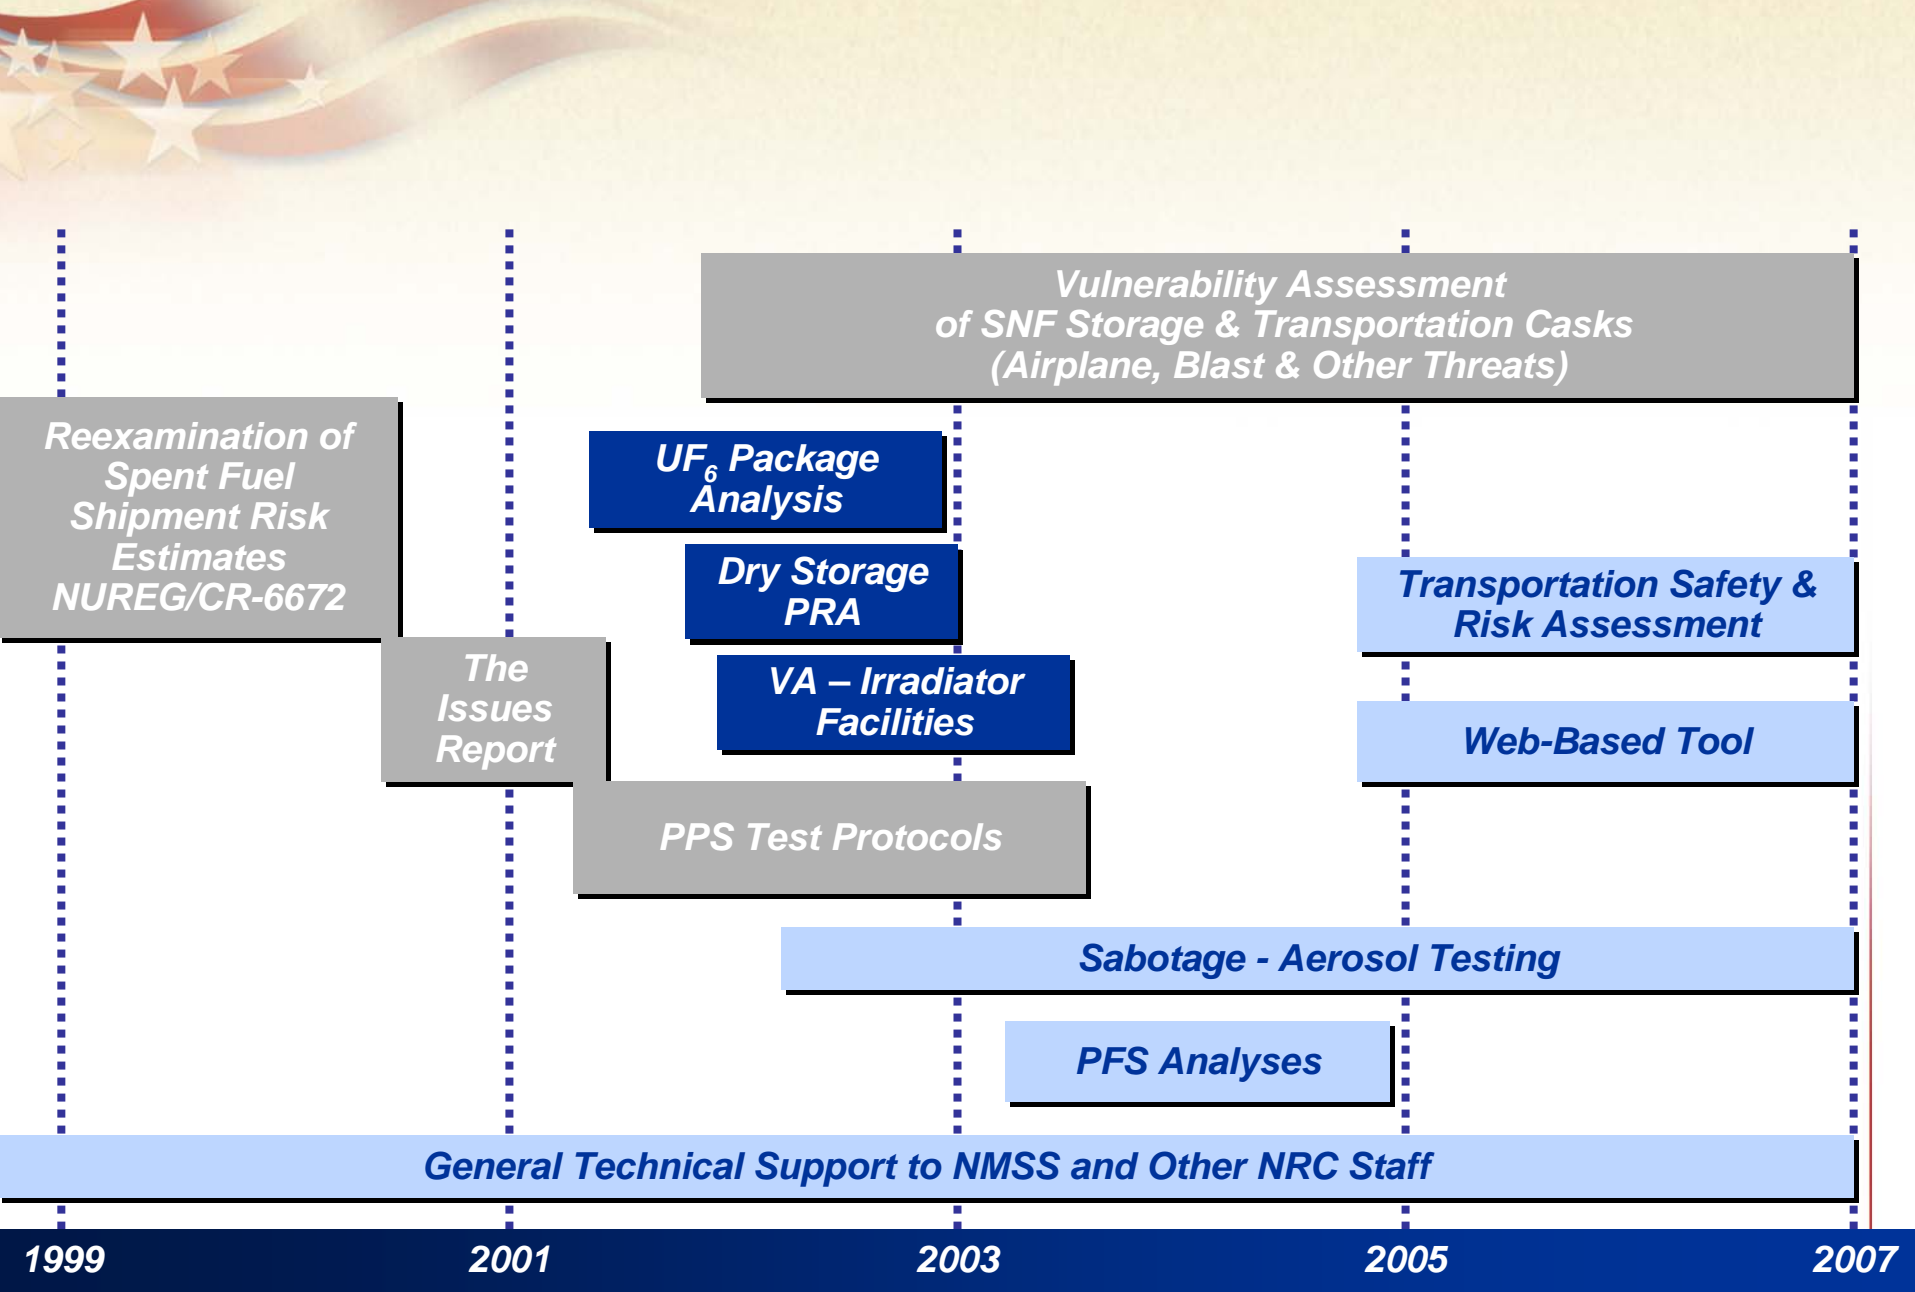 Vulnerability Assessment
of SNF Storage & Transportation Casks
(Airplane, Blast & Other Threats)
Reexamination of
Spent Fuel
Shipment Risk
Estimates
NUREG/CR-6672
UF6 Package
Analysis
Dry Storage
PRA
Transportation Safety &
Risk Assessment
The
Issues
Report
VA – Irradiator
Facilities
Web-Based Tool
PPS Test Protocols
Sabotage - Aerosol Testing
PFS Analyses
General Technical Support to NMSS and Other NRC Staff
1999 2001 2003 2005 2007